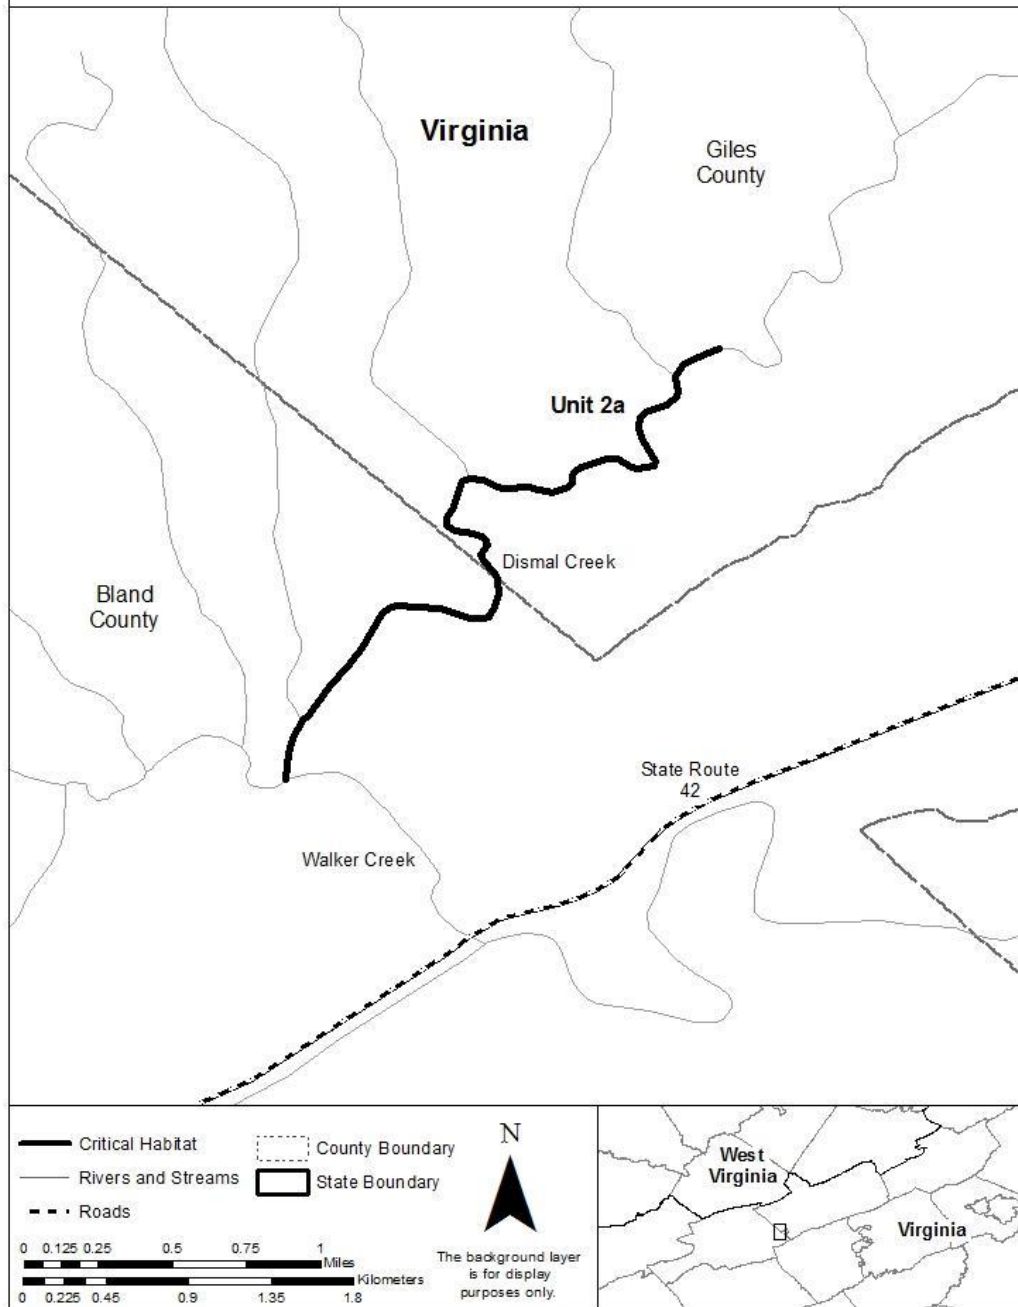 Virginia
Giles
County
Unit 2a
Dismal Creek
Bland
County
State Route
42
Walker Creek
Critical Habitat
Rivers and Streams
Roads
County Boundary
State Boundary
0 0.125 0.25 0.5 0.75 1
Miles
Kilometers
0 0.225 0.45 0.9 1.35 1.8
N
The background layer
is for display
purposes only.
West
Virginia
Virginia